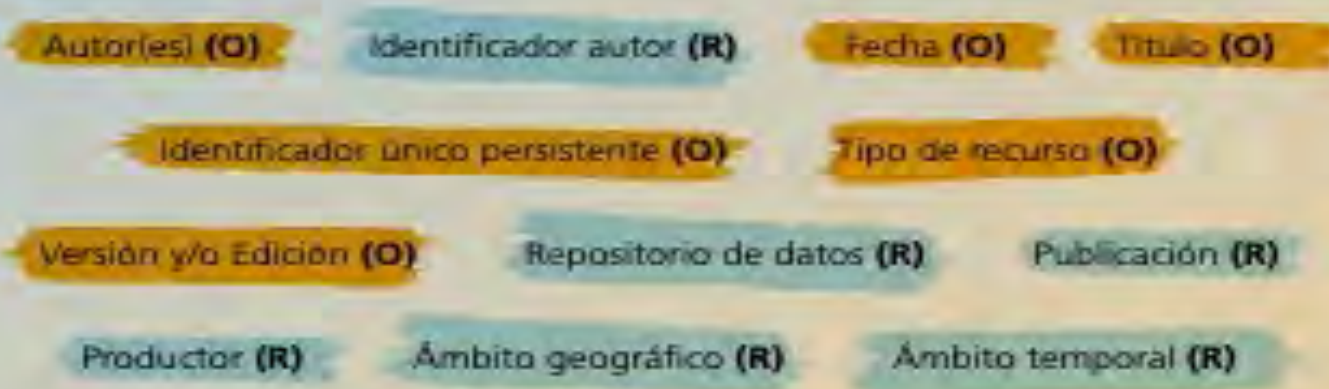 Autor(es) (O) Identificador autor (R) Fecha (O) Título (O)
Identificador único persistente (O) Tipo de recurso (O)
Versión y/o Edición (O) Repositorio de datos (R) Publicación (R)
Productor (R) Ámbito geográfico (R) Ámbito temporal (R)